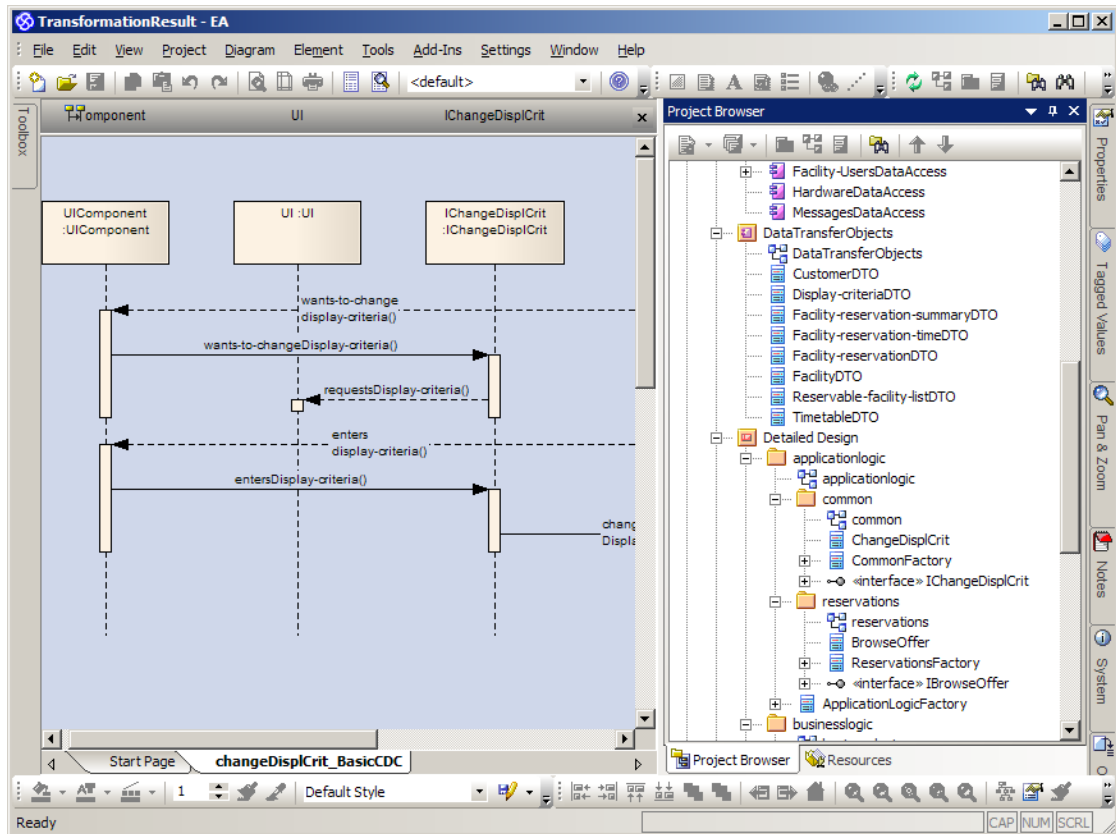 TransformationResult - EA
File Edit View Project Diagram Element Tools Add-Ins Settings Window Help
<default>
Toolbox
omponent UI IChangeDisplCrit
UIComponent
:UIComponent
UI :UI
IChangeDisplCrit
:IChangeDisplCrit
wants-to-change
display-criteria()
wants-to-changeDisplay-criteria()
requestsDisplay-criteria()
enters
display-criteria()
entersDisplay-criteria()
chang
Displa
Start Page changeDisplCrit_BasicCDC
Project Browser
Facility-UsersDataAccess
HardwareDataAccess
MessagesDataAccess
DataTransferObjects
DataTransferObjects
CustomerDTO
Display-criteriaDTO
Facility-reservation-summaryDTO
Facility-reservation-timeDTO
Facility-reservationDTO
FacilityDTO
Reservable-facility-listDTO
TimetableDTO
Detailed Design
applicationlogic
applicationlogic
common
common
ChangeDisplCrit
CommonFactory
«interface» IChangeDisplCrit
reservations
reservations
BrowseOffer
ReservationsFactory
«interface» IBrowseOffer
ApplicationLogicFactory
businesslogic
Project Browser Resources
Properties
Tagged Values
Pan & Zoom
Notes
System
1 Default Style
Ready CAP NUM SCRL